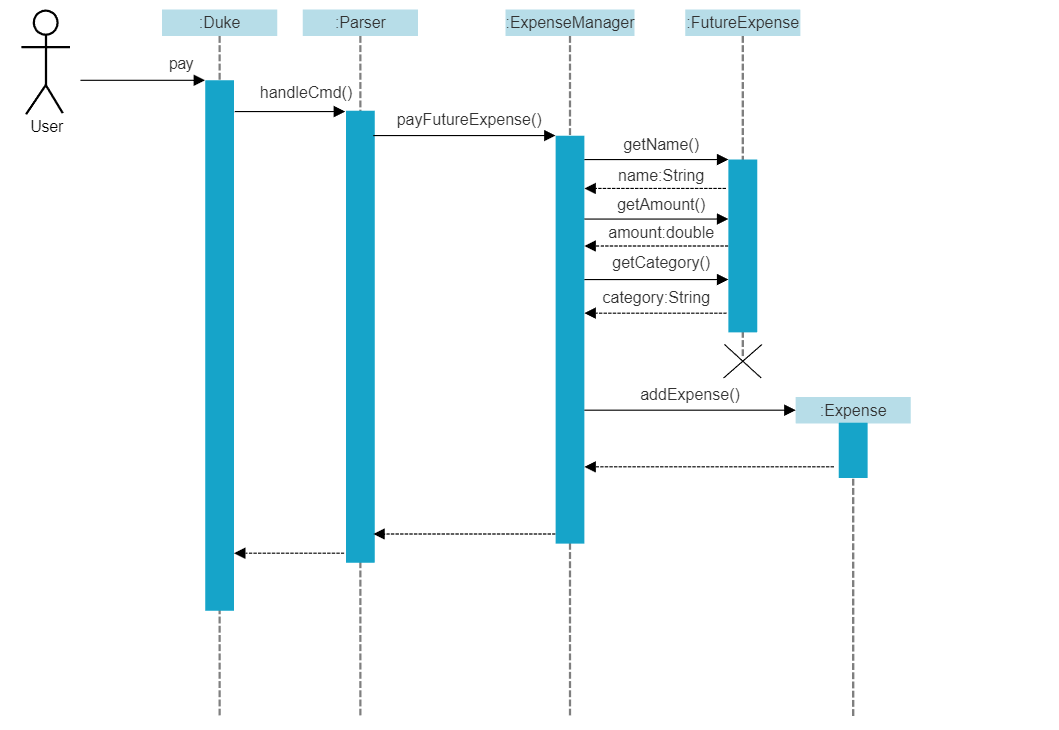 :Duke
:Parser
:ExpenseManager
:FutureExpense
pay
handleCmd()
payFutureExpense()
User
getName()
name:String
getAmount()
amount:double
getCategory()
category:String
addExpense()
:Expense